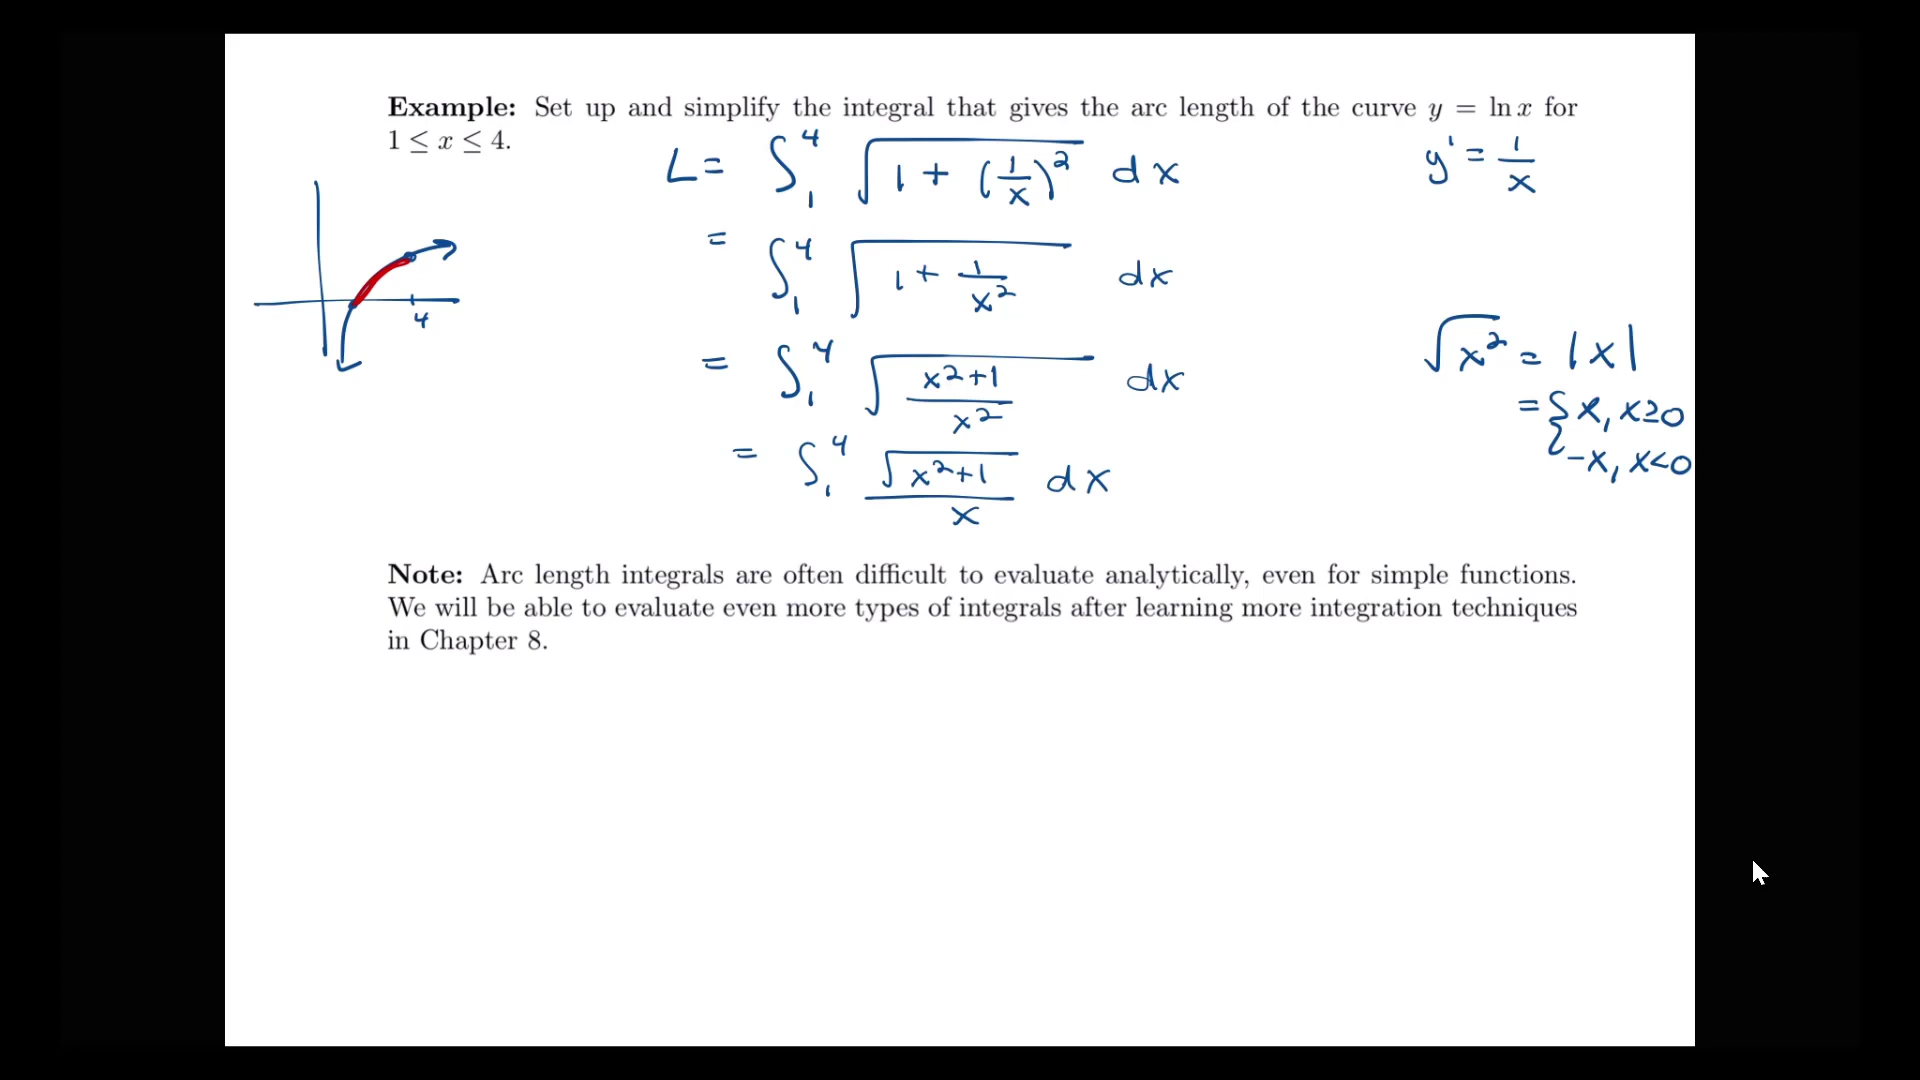 Example: Set up and simplify the integral that gives the arc length of the curve y = ln x for
1 ≤ x ≤ 4.
L = ∫₁⁴ √(1 + (1/x)²) dx
y' = 1/x
= ∫₁⁴ √(1 + 1/x²) dx
4
= ∫₁⁴ √((x²+1)/x²) dx
√x² = |x|
= { x, x≥0
-x, x<0
= ∫₁⁴ √(x²+1)/x dx
Note: Arc length integrals are often difficult to evaluate analytically, even for simple functions.
We will be able to evaluate even more types of integrals after learning more integration techniques
in Chapter 8.